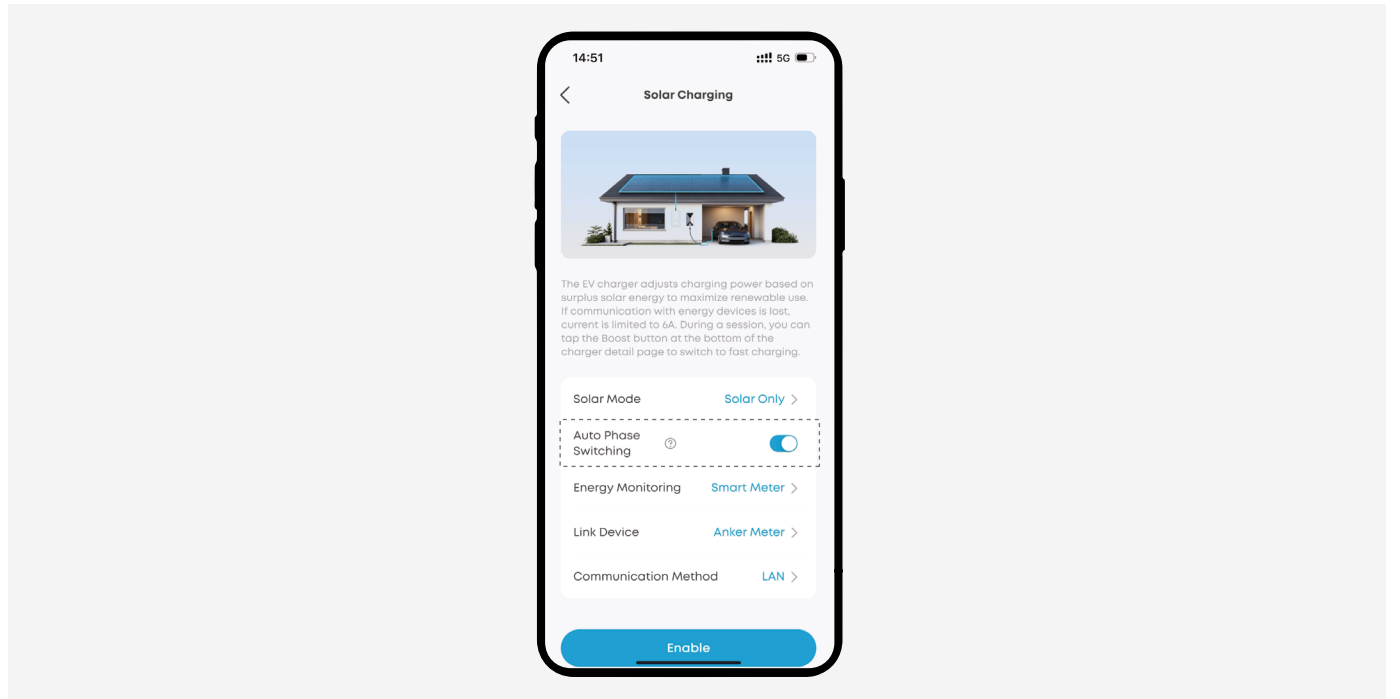 14:51
5G
Solar Charging
The EV charger adjusts charging power based on
surplus solar energy to maximize renewable use.
If communication with energy devices is lost,
current is limited to 6A. During a session, you can
tap the Boost button at the bottom of the
charger detail page to switch to fast charging.
Solar Mode Solar Only
Auto Phase
Switching
Energy Monitoring Smart Meter
Link Device Anker Meter
Communication Method LAN
Enable